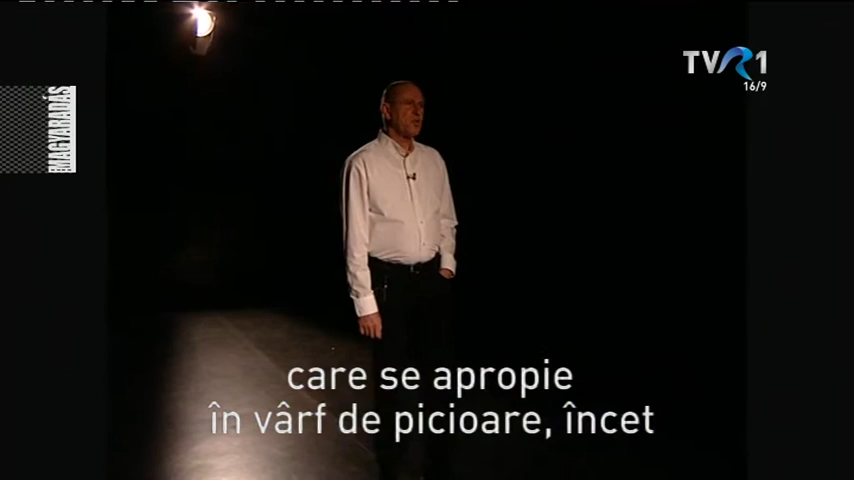 TVR1
16/9
MAGYARADÁS
care se apropie
în vârf de picioare, încet